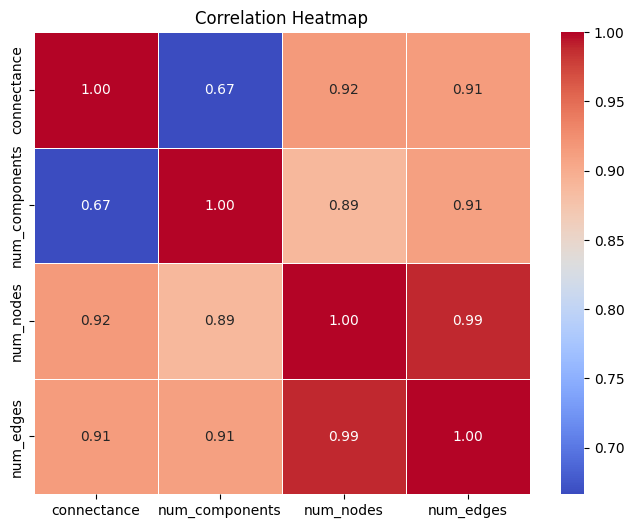 Correlation Heatmap
connectance
1.00 0.67 0.92 0.91
num_components
0.67 1.00 0.89 0.91
num_nodes
0.92 0.89 1.00 0.99
num_edges
0.91 0.91 0.99 1.00
connectance num_components num_nodes num_edges
1.00
0.95
0.90
0.85
0.80
0.75
0.70